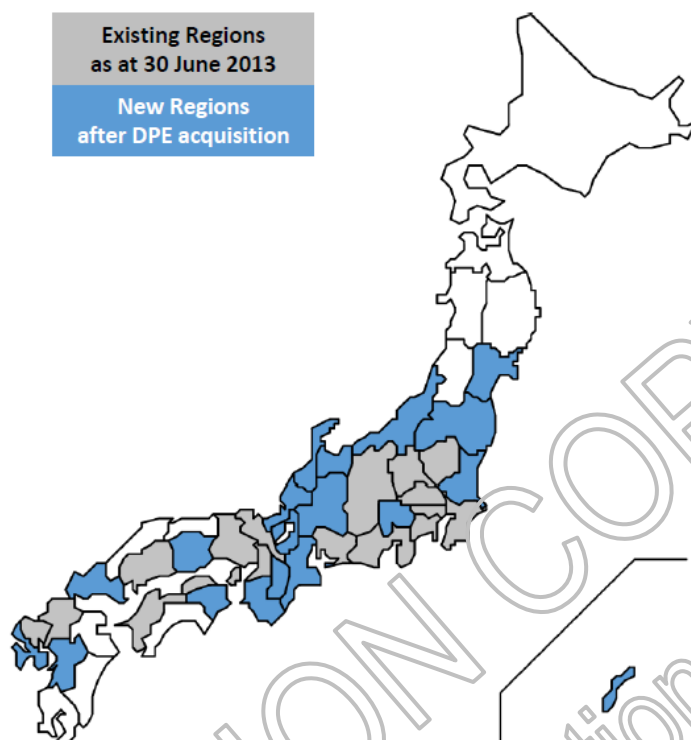 Existing Regions
as at 30 June 2013
New Regions
after DPE acquisition